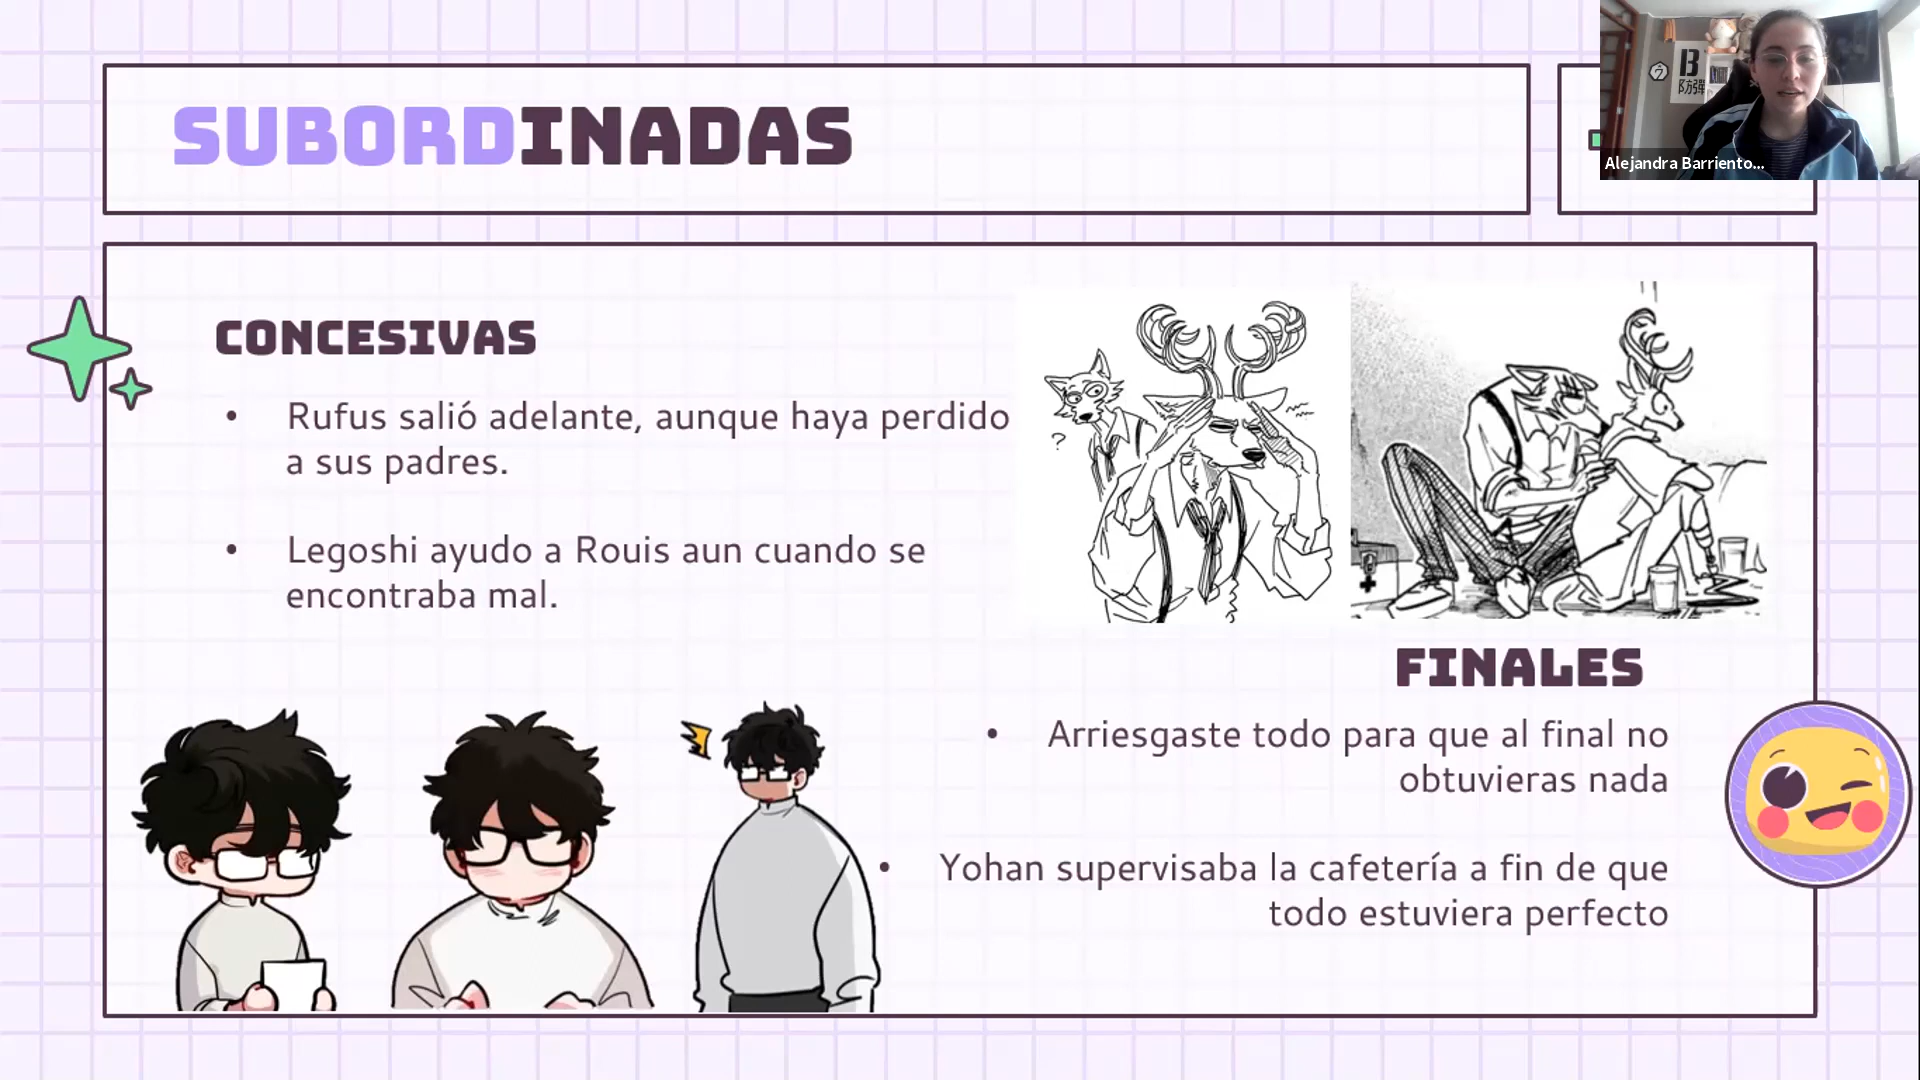 SUBORDINADAS
B
Alejandra Barriento...
CONCESIVAS
• Rufus salió adelante, aunque haya perdido
a sus padres.
• Legoshi ayudo a Rouis aun cuando se
encontraba mal.
?
FINALES
• Arriesgaste todo para que al final no
obtuvieras nada
• Yohan supervisaba la cafetería a fin de que
todo estuviera perfecto